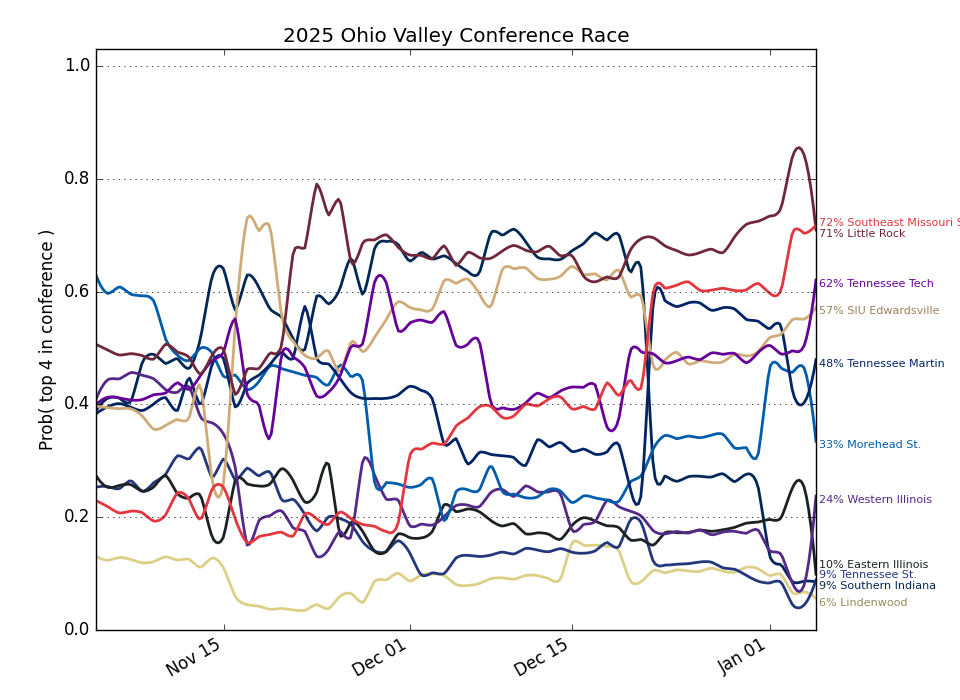 2025 Ohio Valley Conference Race
Prob( top 4 in conference )
1.0
0.8
0.6
0.4
0.2
0.0
Nov 15
Dec 01
Dec 15
Jan 01
72% Southeast Missouri S
71% Little Rock
62% Tennessee Tech
57% SIU Edwardsville
48% Tennessee Martin
33% Morehead St.
24% Western Illinois
10% Eastern Illinois
9% Tennessee St.
9% Southern Indiana
6% Lindenwood